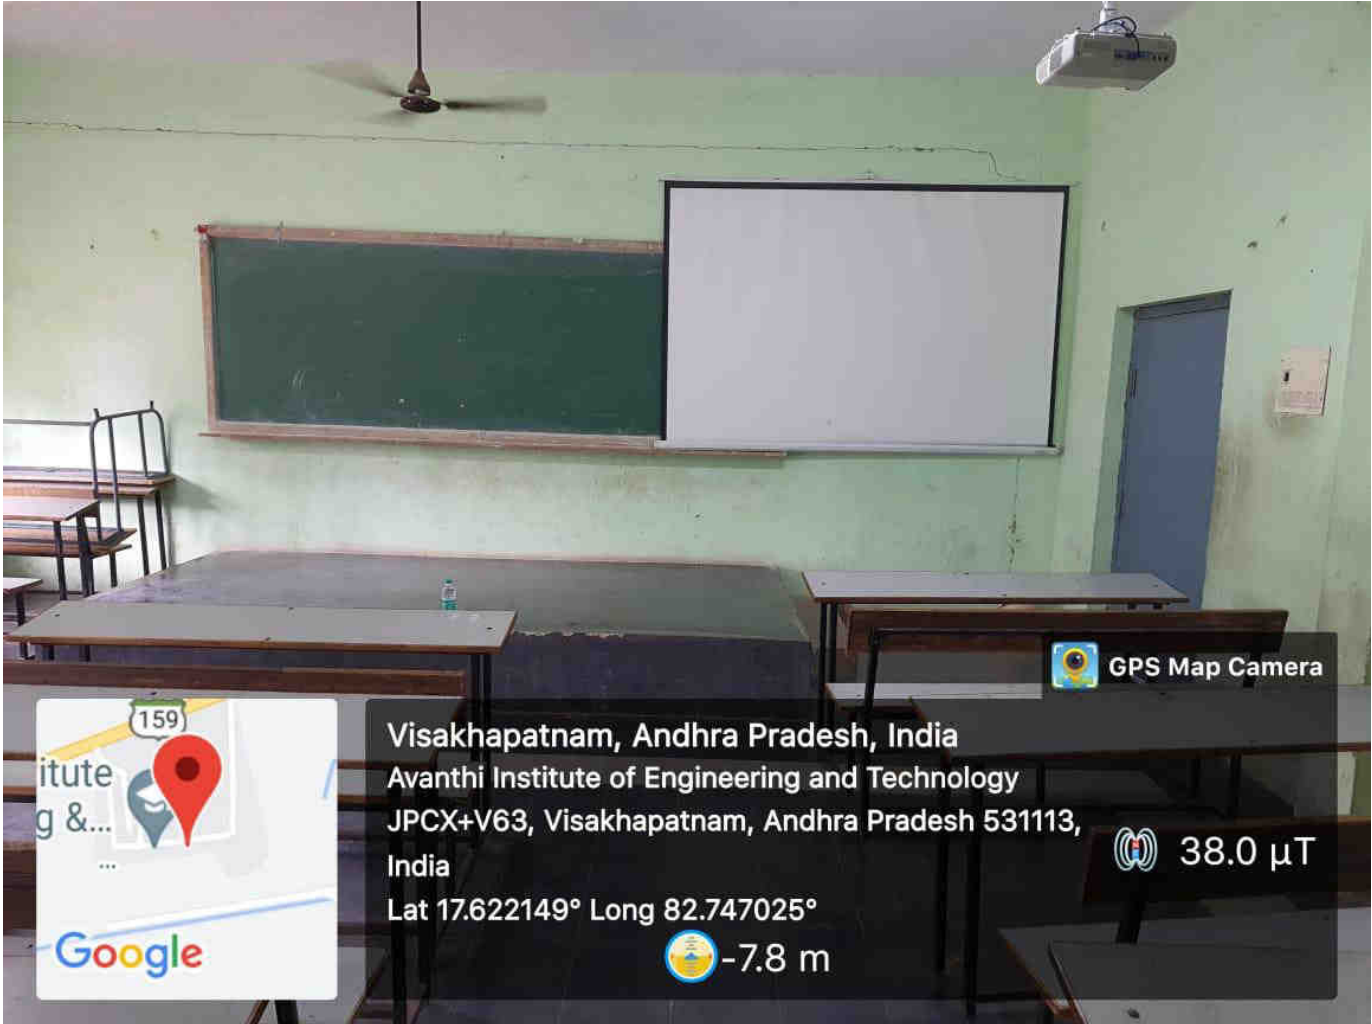 GPS Map Camera
159
itute
g &...
...
Google
Visakhapatnam, Andhra Pradesh, India
Avanthi Institute of Engineering and Technology
JPCX+V63, Visakhapatnam, Andhra Pradesh 531113,
India
Lat 17.622149° Long 82.747025°
-7.8 m
38.0 µT